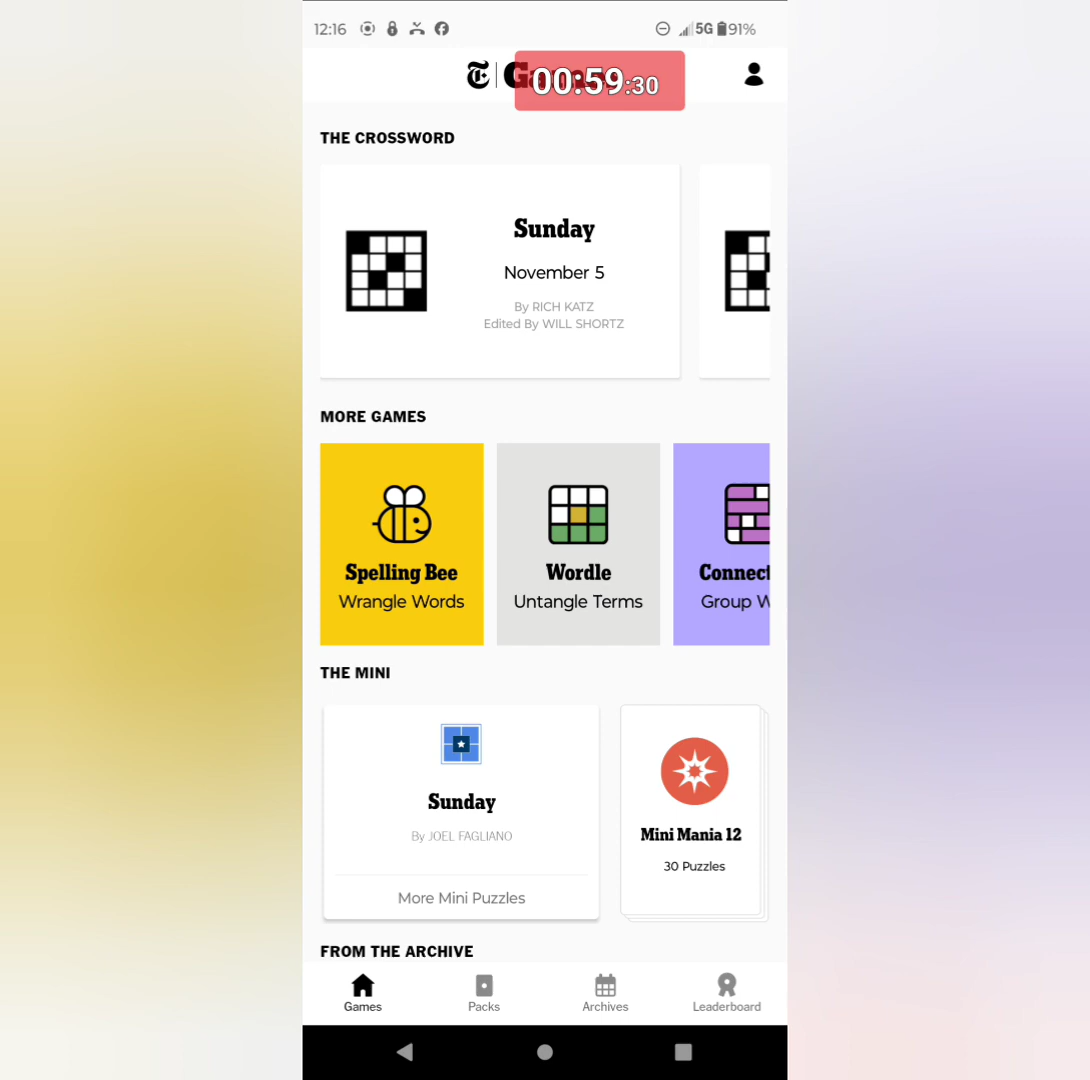 12:16 5G 91%
00:59:30
THE CROSSWORD
Sunday
November 5
By RICH KATZ
Edited By WILL SHORTZ
MORE GAMES
Spelling Bee
Wrangle Words
Wordle
Untangle Terms
Connect
Group W
THE MINI
Sunday
By JOEL FAGLIANO
More Mini Puzzles
Mini Mania 12
30 Puzzles
FROM THE ARCHIVE
Games Packs Archives Leaderboard